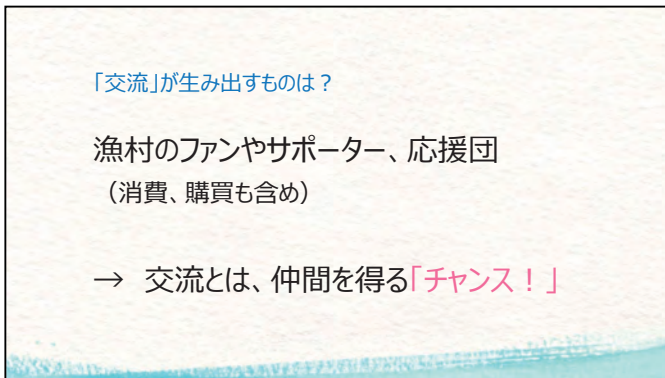 「交流」が生み出すものは？
漁村のファンやサポーター、応援団
（消費、購買も含め）
→ 交流とは、仲間を得る「チャンス！」